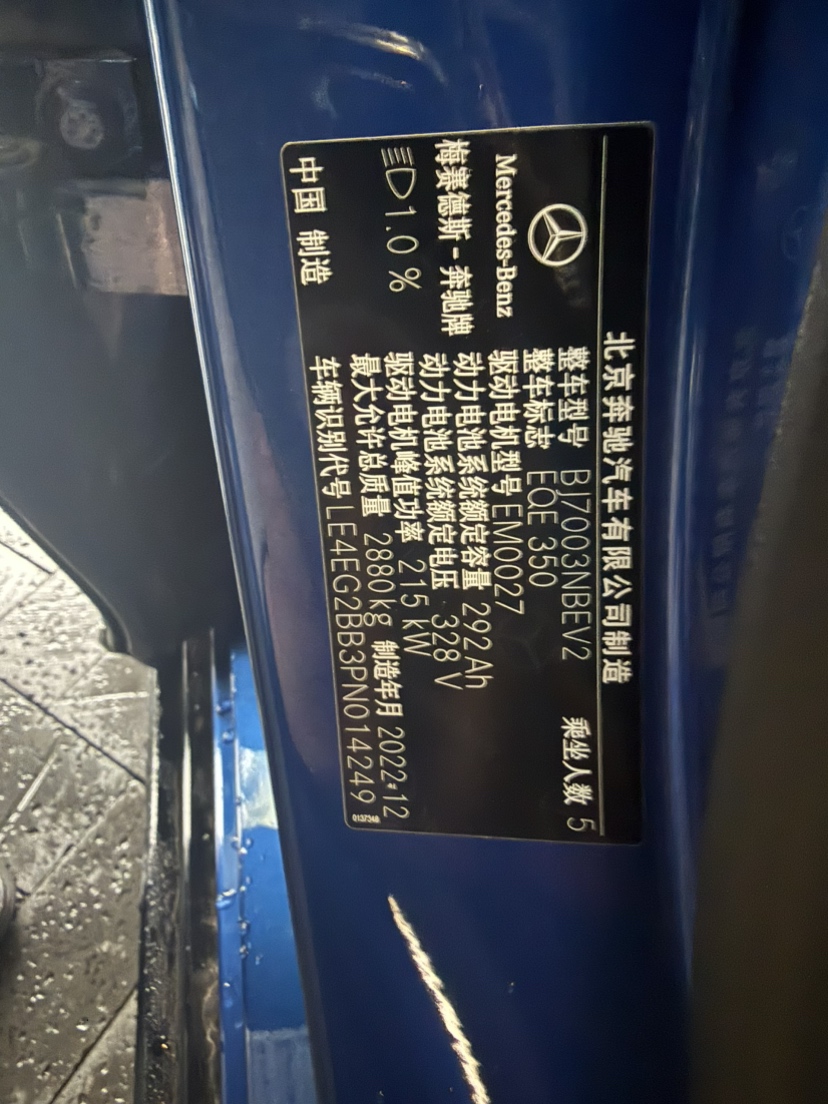 北京奔驰汽车有限公司制造
整车型号 BJ7003NBEV2 乘坐人数 5
整车标志 EQE 350
驱动电机型号 EM0027
动力电池系统额定容量 292Ah
动力电池系统额定电压 328 V
驱动电机峰值功率 215 kW
最大允许总质量 2880kg 制造年月 2022·12
车辆识别代号 LE4EG2BB3PN014249
Mercedes-Benz
梅赛德斯-奔驰牌
1.0 %
中国 制造
0137348